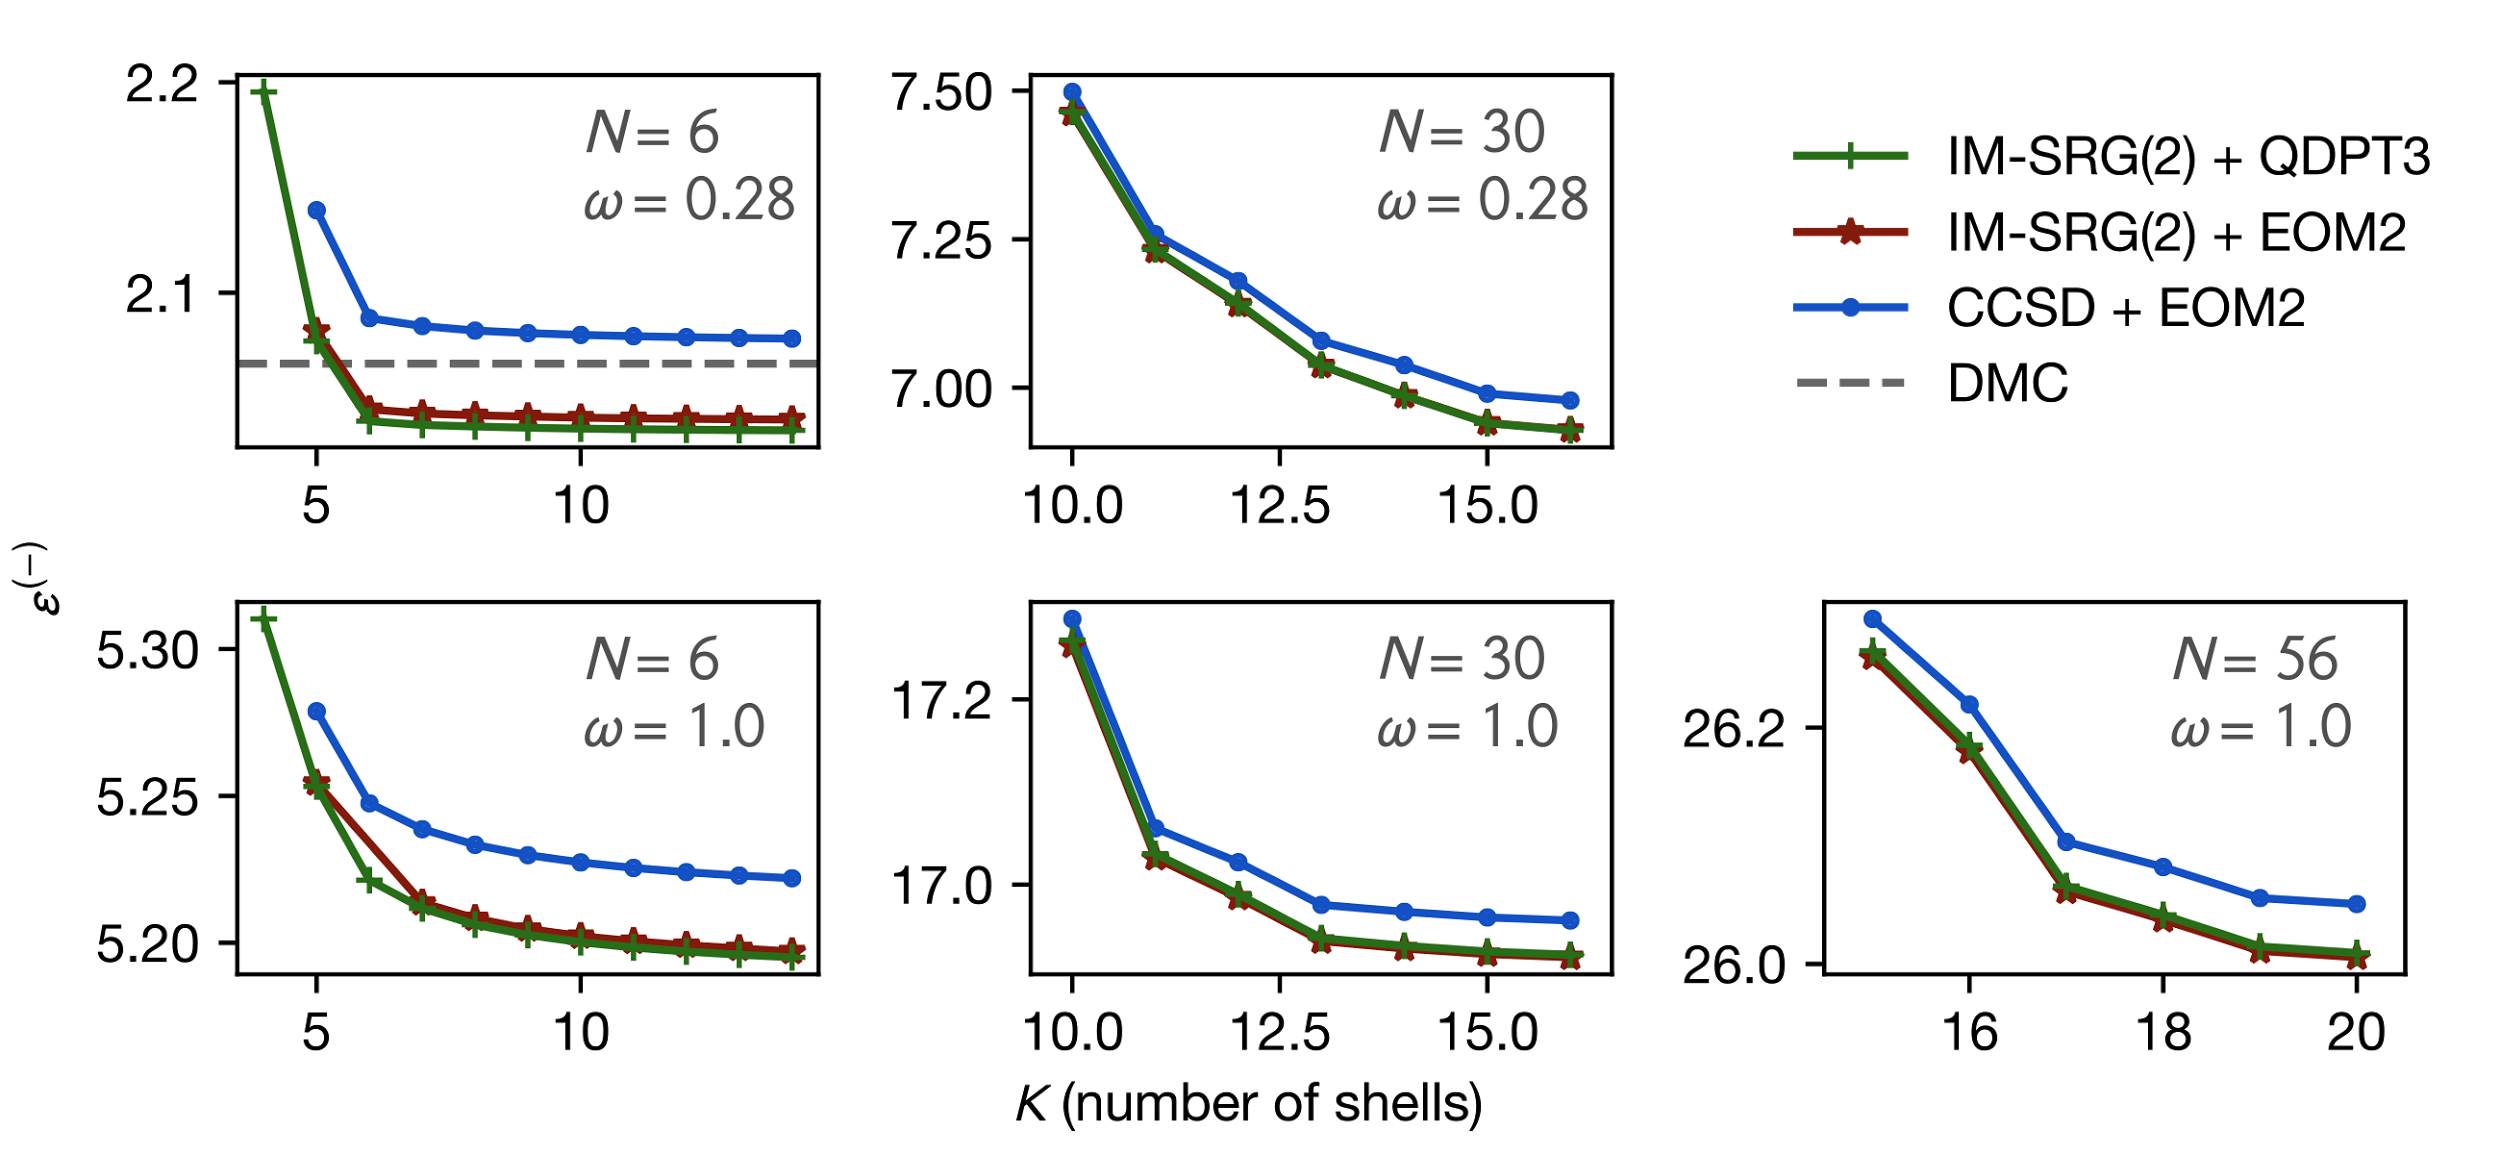 2.2
2.1
N = 6
ω = 0.28
5
10
7.50
7.25
7.00
N = 30
ω = 0.28
10.0
12.5
15.0
IM-SRG(2) + QDPT3
IM-SRG(2) + EOM2
CCSD + EOM2
DMC
ε(−)
5.30
5.25
5.20
N = 6
ω = 1.0
5
10
17.2
17.0
N = 30
ω = 1.0
10.0
12.5
15.0
26.2
26.0
N = 56
ω = 1.0
16
18
20
K (number of shells)